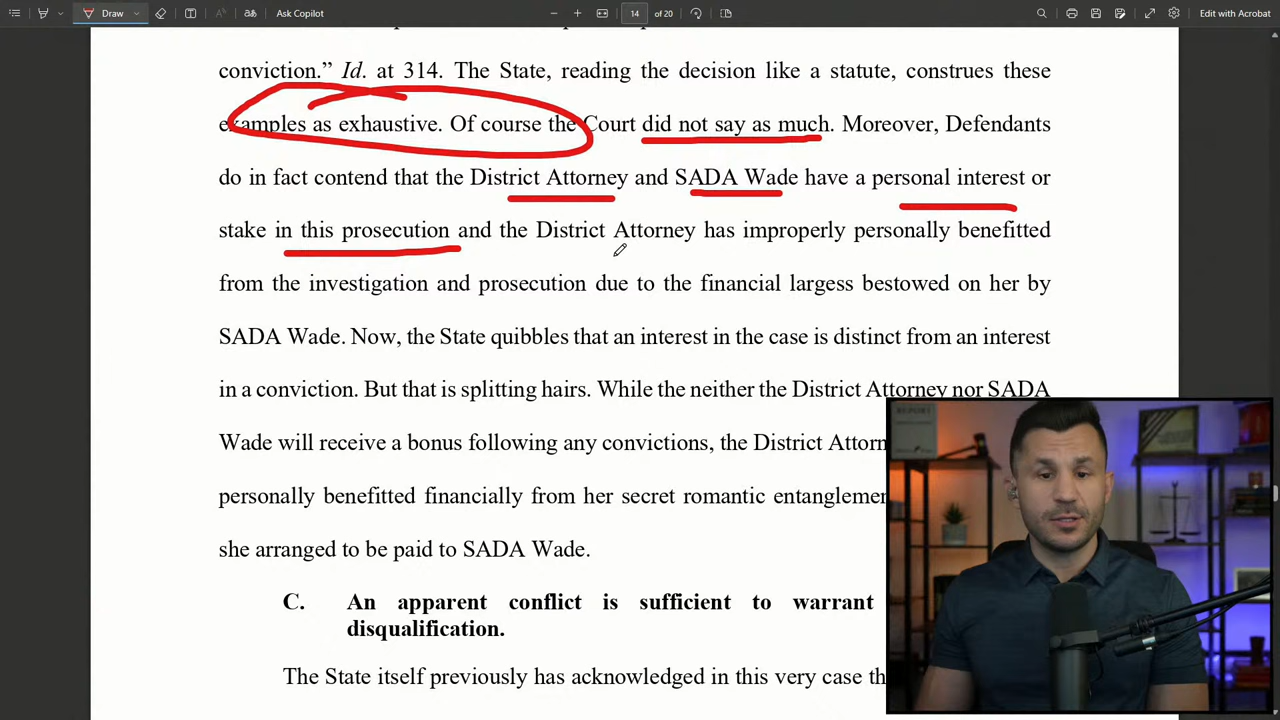 Draw
Ask Copilot
14
of 20
Edit with Acrobat
conviction.” Id. at 314. The State, reading the decision like a statute, construes these
examples as exhaustive. Of course the Court did not say as much. Moreover, Defendants
do in fact contend that the District Attorney and SADA Wade have a personal interest or
stake in this prosecution and the District Attorney has improperly personally benefitted
from the investigation and prosecution due to the financial largess bestowed on her by
SADA Wade. Now, the State quibbles that an interest in the case is distinct from an interest
in a conviction. But that is splitting hairs. While the neither the District Attorney nor SADA
Wade will receive a bonus following any convictions, the District Attorn
personally benefitted financially from her secret romantic entanglemen
she arranged to be paid to SADA Wade.
C. An apparent conflict is sufficient to warrant
disqualification.
The State itself previously has acknowledged in this very case th